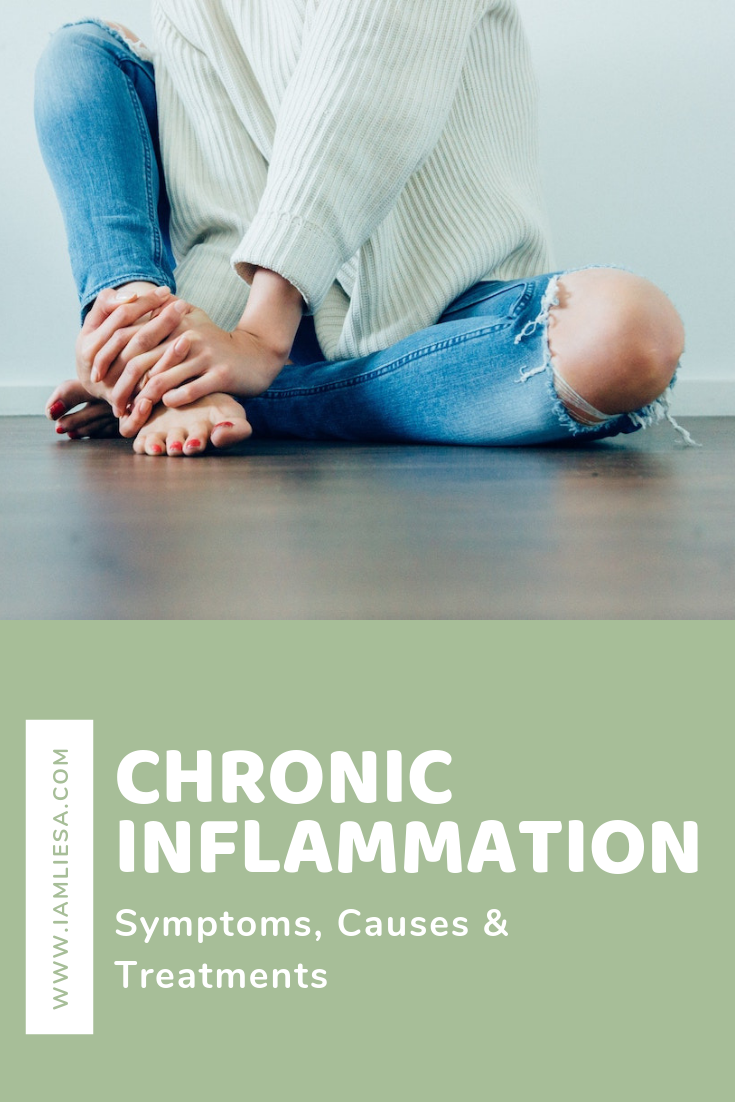 WWW.IAMLIESA.COM
CHRONIC
INFLAMMATION
Symptoms, Causes &
Treatments